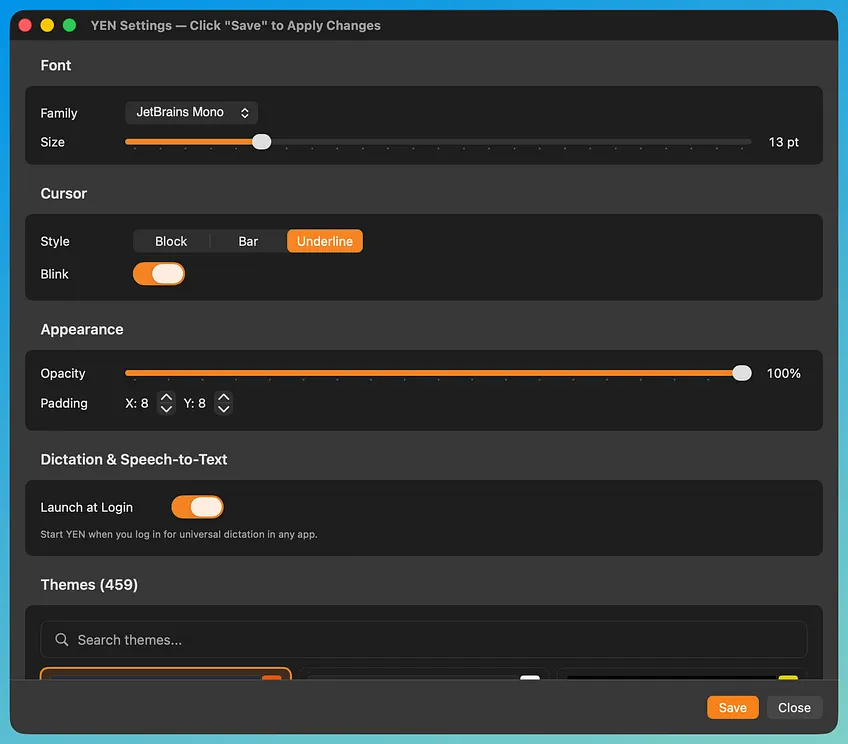 YEN Settings — Click "Save" to Apply Changes
Font
Family JetBrains Mono
Size 13 pt
Cursor
Style Block Bar Underline
Blink
Appearance
Opacity 100%
Padding X: 8 Y: 8
Dictation & Speech-to-Text
Launch at Login
Start YEN when you log in for universal dictation in any app.
Themes (459)
Search themes...
Save Close